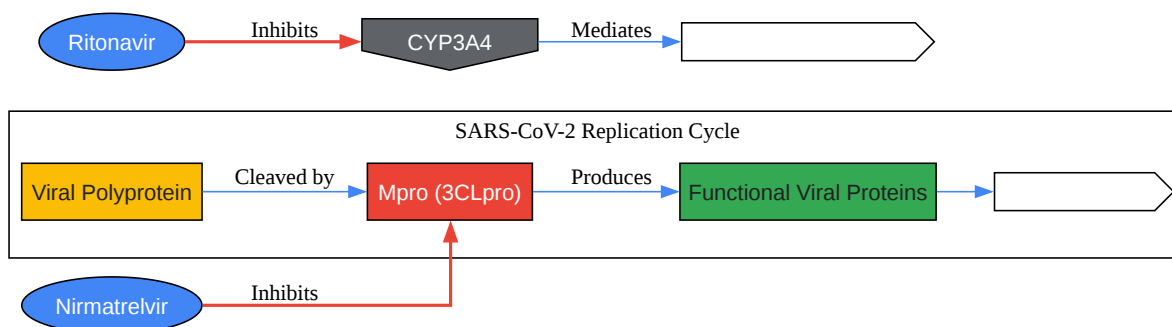 Ritonavir
Inhibits
CYP3A4
Mediates
SARS-CoV-2 Replication Cycle
Viral Polyprotein
Cleaved by
Mpro (3CLpro)
Produces
Functional Viral Proteins
Nirmatrelvir
Inhibits